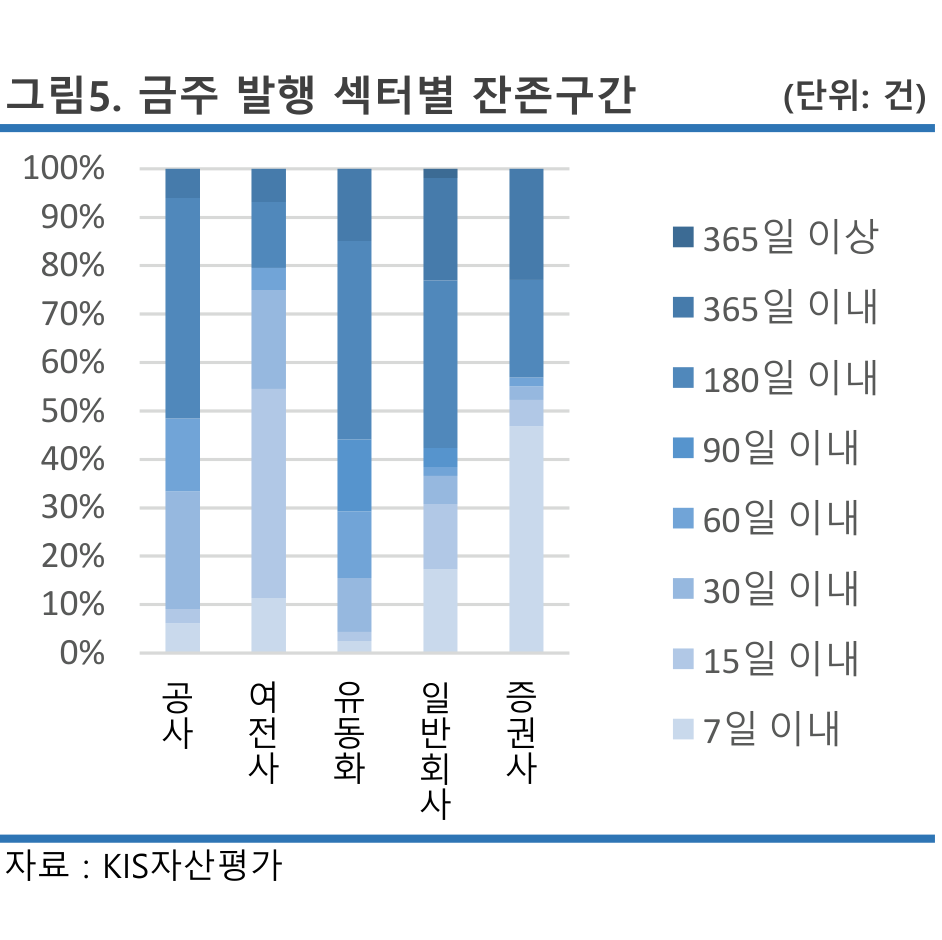 그림5. 금주 발행 섹터별 잔존구간 (단위: 건)
100%
90%
80%
70%
60%
50%
40%
30%
20%
10%
0%
공사
여전사
유동화
일반회사
증권사
365일 이상
365일 이내
180일 이내
90일 이내
60일 이내
30일 이내
15일 이내
7일 이내
자료 : KIS자산평가